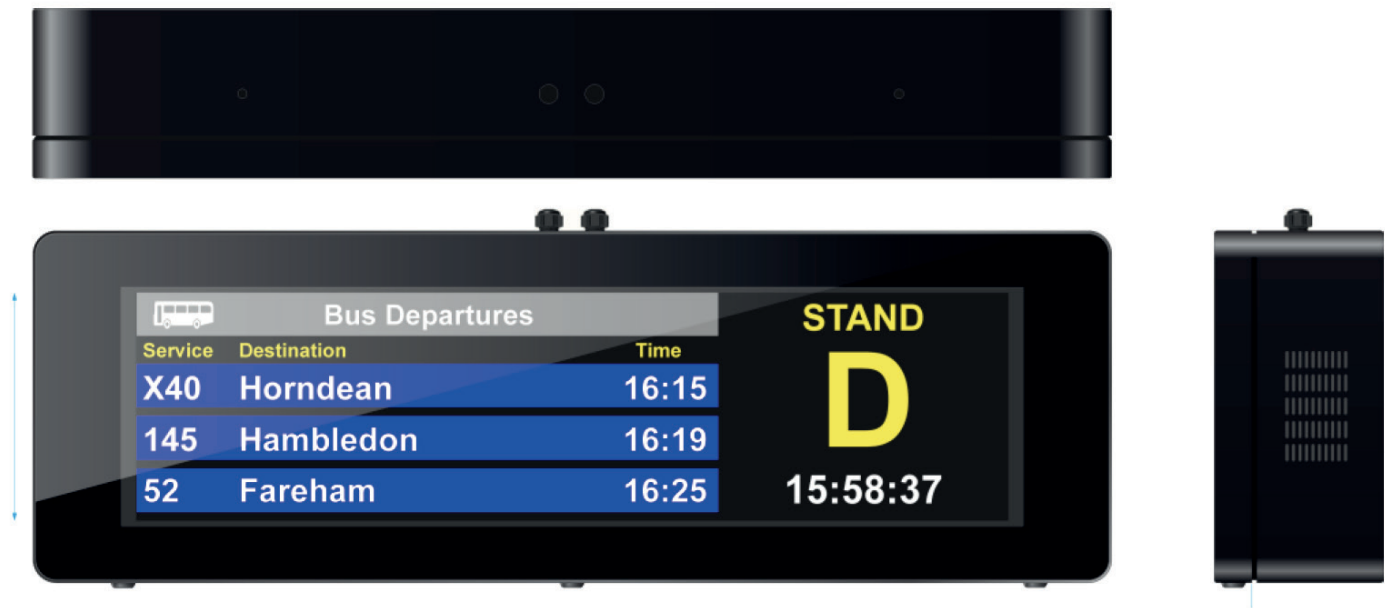 Bus Departures
Service Destination Time
X40 Horndean 16:15
145 Hambledon 16:19
52 Fareham 16:25
STAND
D
15:58:37